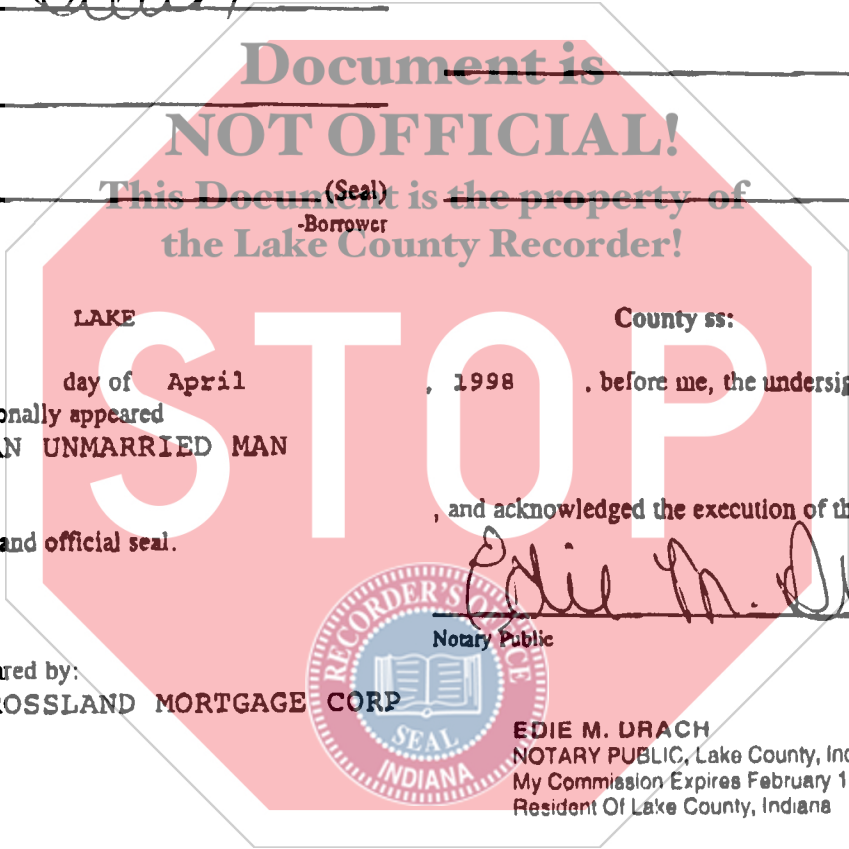 Document is
NOT OFFICIAL!
This Document is the property of
the Lake County Recorder!
(Seal)
-Borrower
STOP
LAKE County ss:
day of April , 1998 , before me, the undersig
onally appeared
AN UNMARRIED MAN
, and acknowledged the execution of th
and official seal.
Edie M. D
Notary Public
RECORDER'S OFFICE
SEAL
INDIANA
red by:
ROSSLAND MORTGAGE CORP
EDIE M. DRACH
NOTARY PUBLIC, Lake County, Ind
My Commission Expires February 1
Resident Of Lake County, Indiana